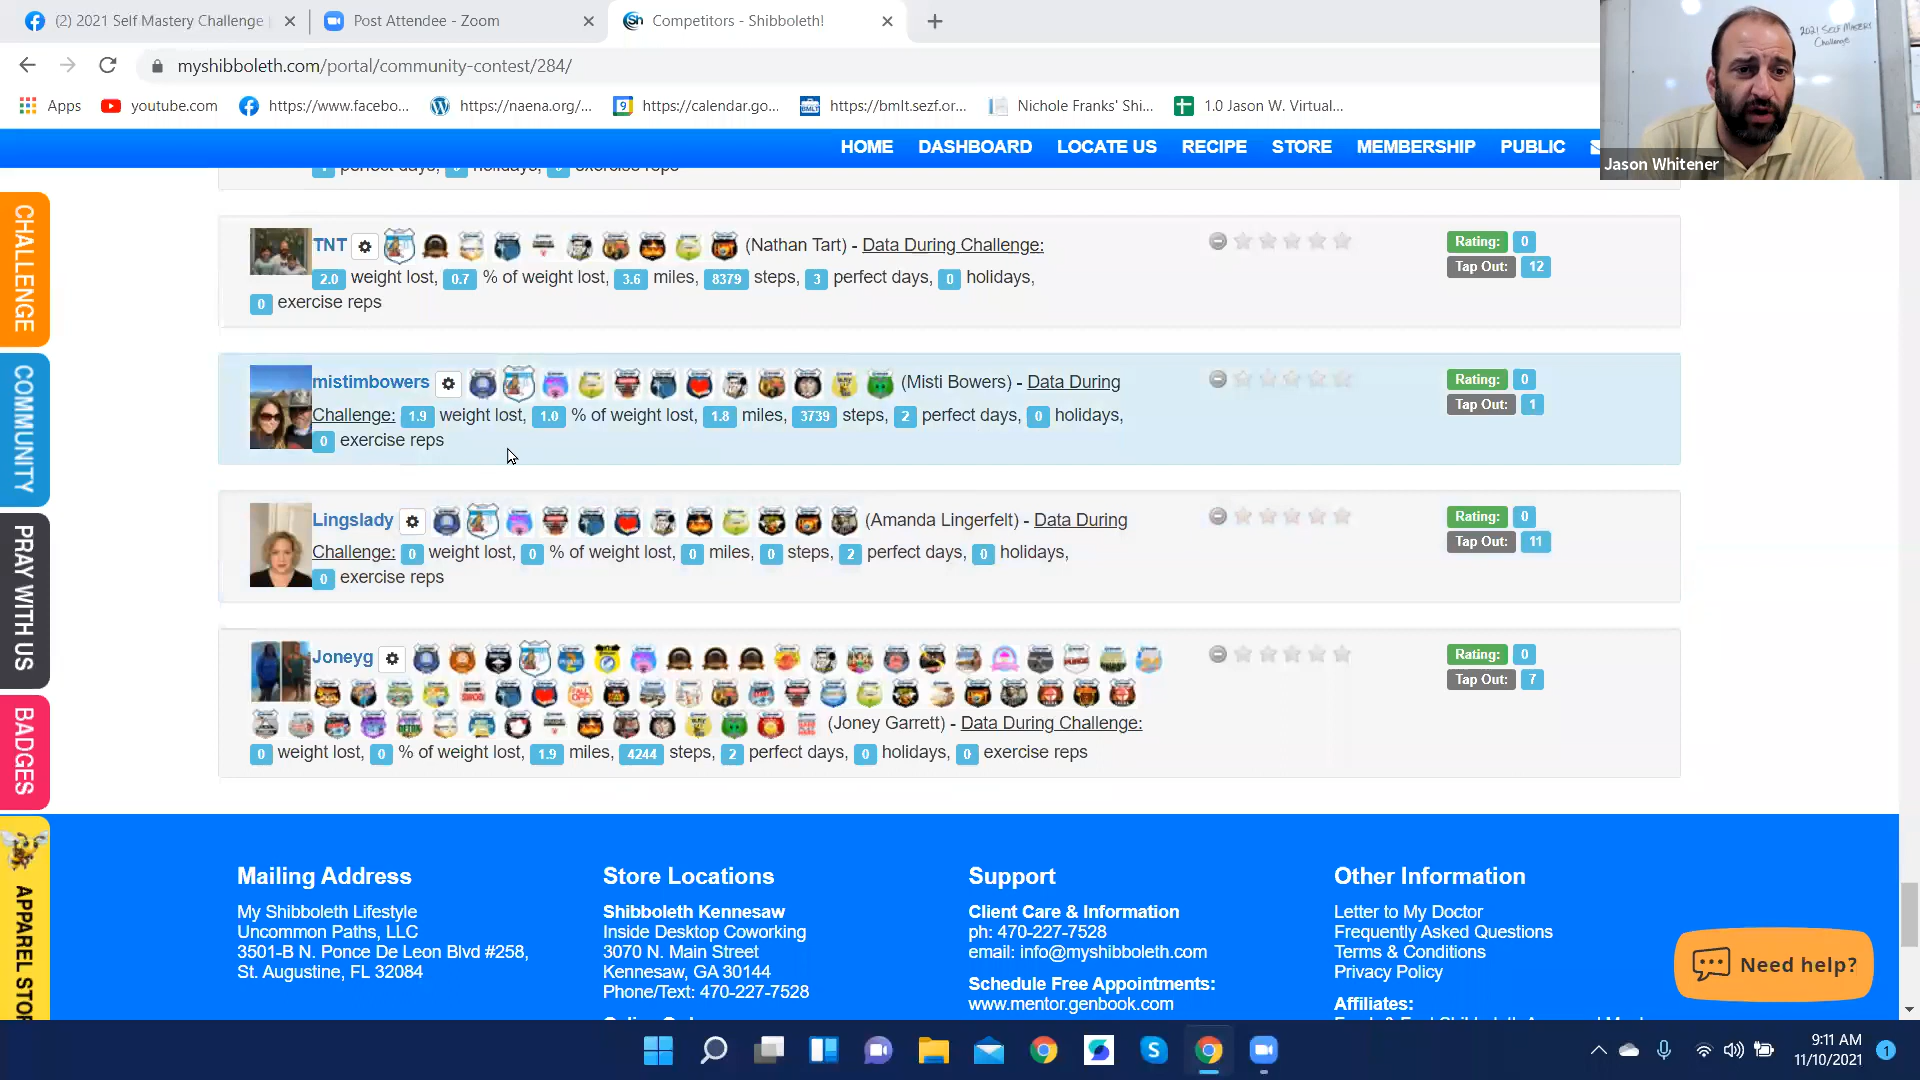 (2) 2021 Self Mastery Challenge
Post Attendee - Zoom
Competitors - Shibboleth!
myshibboleth.com/portal/community-contest/284/
Apps
youtube.com
https://www.facebo...
https://naena.org/...
https://calendar.go...
https://bmlt.sezf.or...
Nichole Franks' Shi...
1.0 Jason W. Virtual...
2021 SELF MASTERY
Challenge
Jason Whitener
HOME DASHBOARD LOCATE US RECIPE STORE MEMBERSHIP PUBLIC
perfect days, holidays, exercise reps
CHALLENGE
COMMUNITY
PRAY WITH US
BADGES
APPAREL STOR
TNT (Nathan Tart) - Data During Challenge:
2.0 weight lost, 0.7 % of weight lost, 3.6 miles, 8379 steps, 3 perfect days, 0 holidays,
0 exercise reps
Rating: 0
Tap Out: 12
mistimbowers (Misti Bowers) - Data During
Challenge: 1.9 weight lost, 1.0 % of weight lost, 1.8 miles, 3739 steps, 2 perfect days, 0 holidays,
0 exercise reps
Rating: 0
Tap Out: 1
Lingslady (Amanda Lingerfelt) - Data During
Challenge: 0 weight lost, 0 % of weight lost, 0 miles, 0 steps, 2 perfect days, 0 holidays,
0 exercise reps
Rating: 0
Tap Out: 11
Joneyg
(Joney Garrett) - Data During Challenge:
0 weight lost, 0 % of weight lost, 1.9 miles, 4244 steps, 2 perfect days, 0 holidays, 0 exercise reps
Rating: 0
Tap Out: 7
Mailing Address
My Shibboleth Lifestyle
Uncommon Paths, LLC
3501-B N. Ponce De Leon Blvd #258,
St. Augustine, FL 32084
Store Locations
Shibboleth Kennesaw
Inside Desktop Coworking
3070 N. Main Street
Kennesaw, GA 30144
Phone/Text: 470-227-7528
Support
Client Care & Information
ph: 470-227-7528
email: info@myshibboleth.com
Schedule Free Appointments:
www.mentor.genbook.com
Other Information
Letter to My Doctor
Frequently Asked Questions
Terms & Conditions
Privacy Policy
Affiliates:
Need help?
9:11 AM
11/10/2021
1